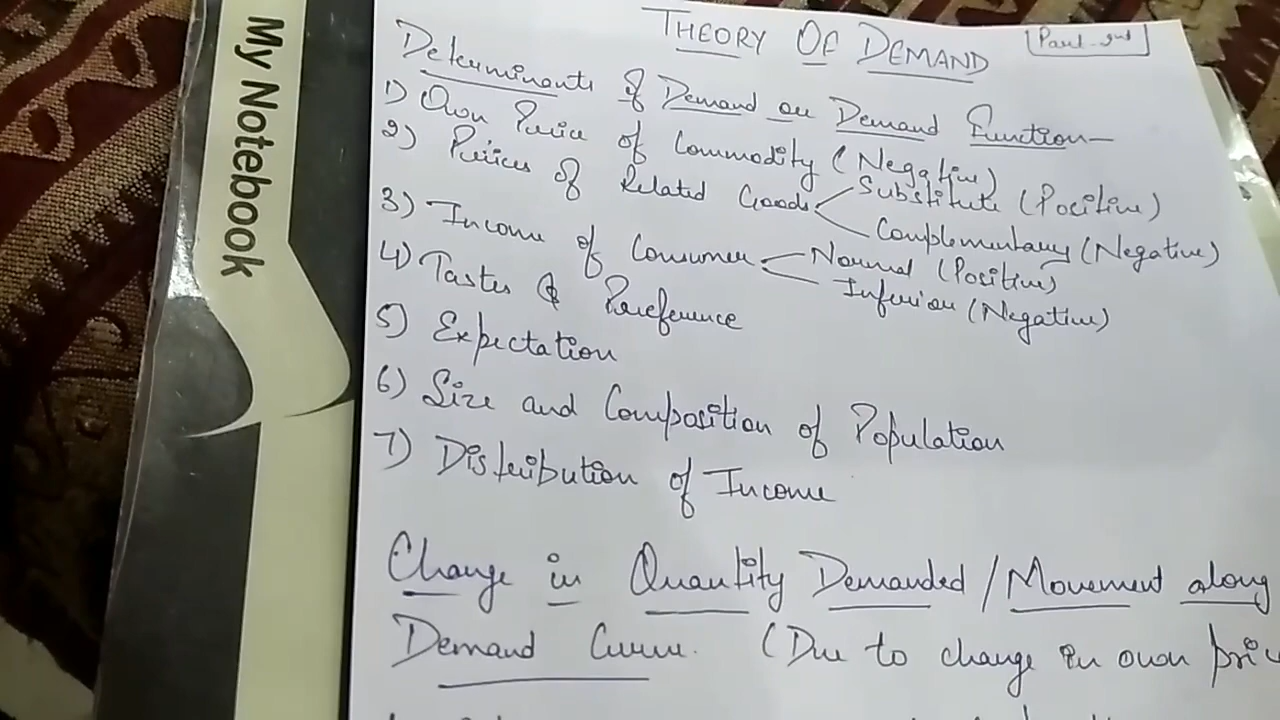 My Notebook
THEORY OF DEMAND
Determinants of Demand or Demand Function—
1) Own Price of Commodity (Negative)
2) Prices of Related Goods
Substitute (Positive)
Complementary (Negative)
3) Income of Consumer
Normal (Positive)
Inferior (Negative)
4) Tastes & Preference
5) Expectation
6) Size and Composition of Population
7) Distribution of Income
Change in Quantity Demanded / Movement along
Demand Curve. (Due to change in own